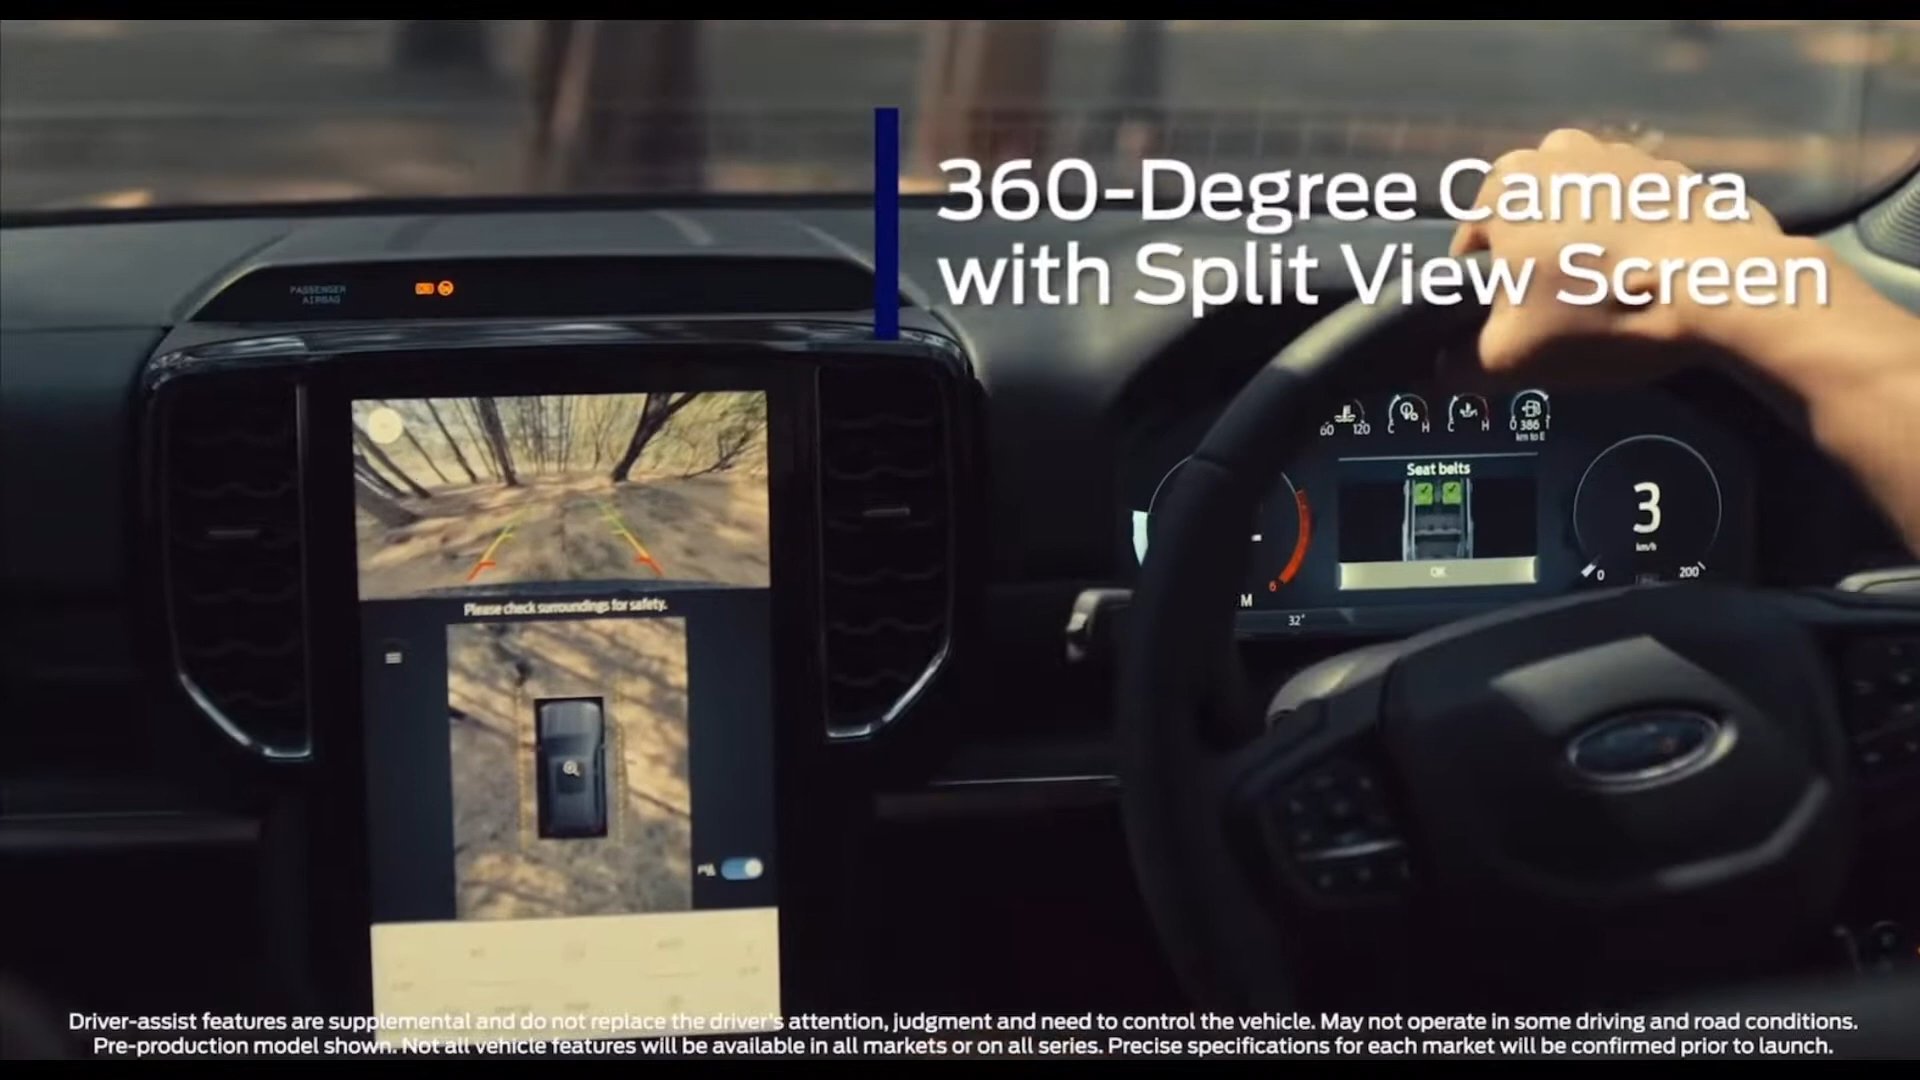 360-Degree Camera
with Split View Screen
PASSENGER
AIRBAG
60 120
C H
C H
0 386 1
km to E
Seat belts
3
km/h
OK
0 200
6
M
32°
Please check surroundings for safety.
Driver-assist features are supplemental and do not replace the driver's attention, judgment and need to control the vehicle. May not operate in some driving and road conditions.
Pre-production model shown. Not all vehicle features will be available in all markets or on all series. Precise specifications for each market will be confirmed prior to launch.